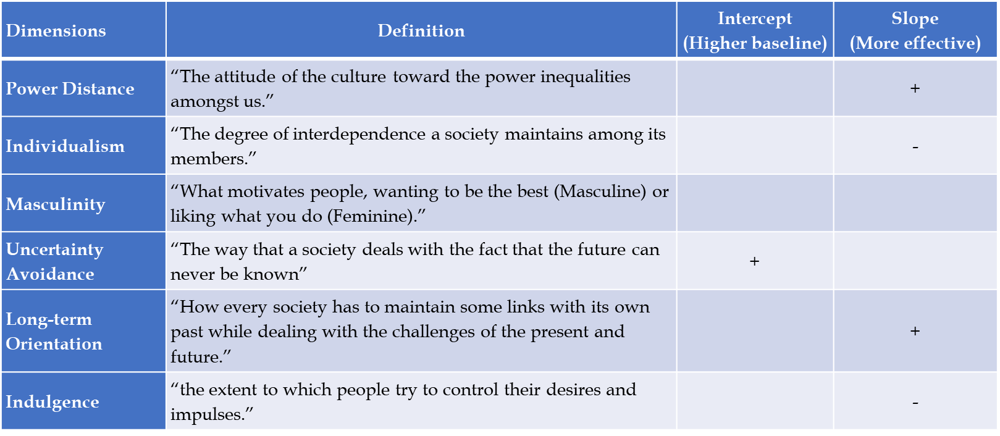 Dimensions
Definition
Intercept
(Higher baseline)
Slope
(More effective)
Power Distance
“The attitude of the culture toward the power inequalities
amongst us.”
+
Individualism
“The degree of interdependence a society maintains among its
members.”
-
Masculinity
“What motivates people, wanting to be the best (Masculine) or
liking what you do (Feminine).”
Uncertainty
Avoidance
“The way that a society deals with the fact that the future can
never be known”
+
Long-term
Orientation
“How every society has to maintain some links with its own
past while dealing with the challenges of the present and
future.”
+
Indulgence
“the extent to which people try to control their desires and
impulses.”
-